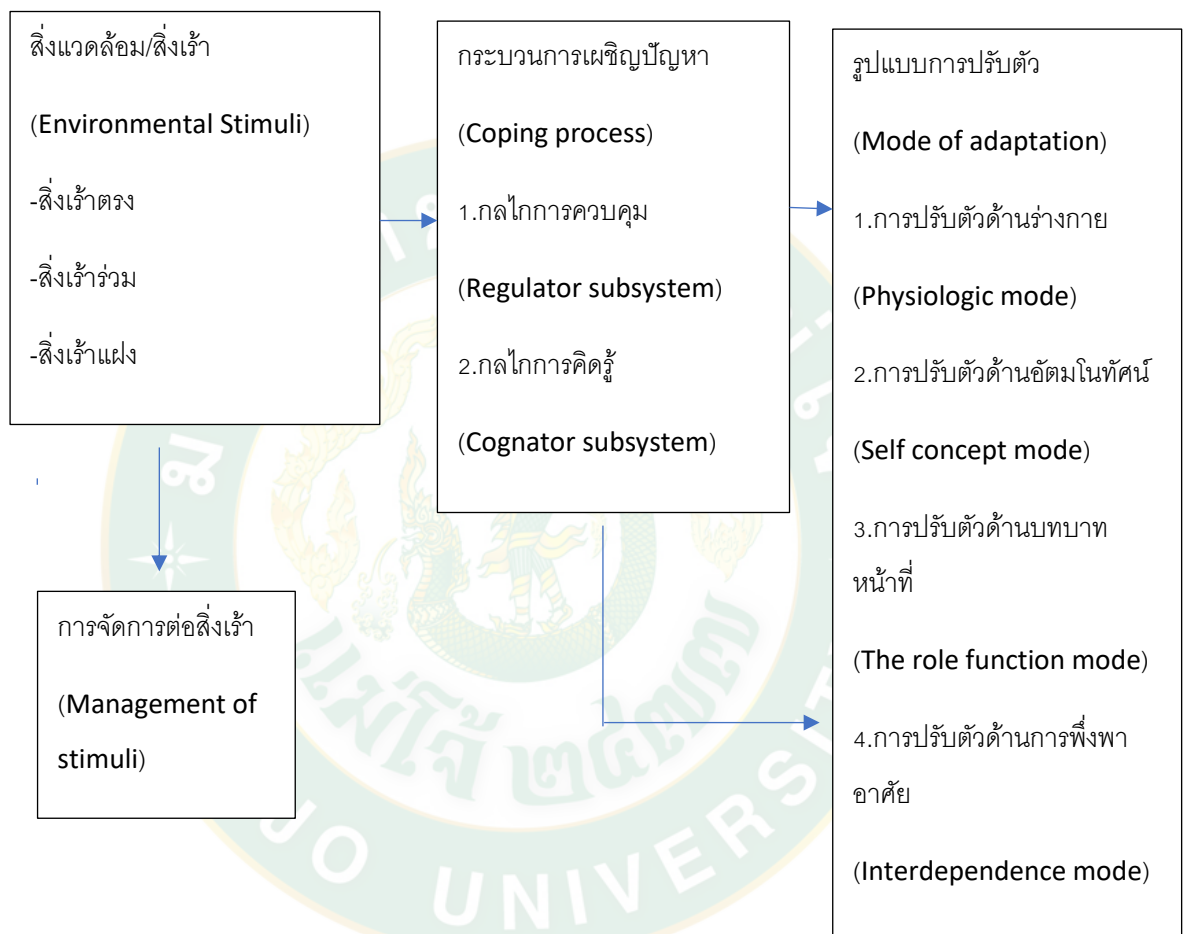 สิ่งแวดล้อม/สิ่งเร้า
(Environmental Stimuli)
-สิ่งเร้าตรง
-สิ่งเร้าร่วม
-สิ่งเร้าแฝง
การจัดการต่อสิ่งเร้า
(Management of
stimuli)
กระบวนการเผชิญปัญหา
(Coping process)
1.กลไกการควบคุม
(Regulator subsystem)
2.กลไกการคิดรู้
(Cognator subsystem)
รูปแบบการปรับตัว
(Mode of adaptation)
1.การปรับตัวด้านร่างกาย
(Physiologic mode)
2.การปรับตัวด้านอัตมโนทัศน์
(Self concept mode)
3.การปรับตัวด้านบทบาท
หน้าที่
(The role function mode)
4.การปรับตัวด้านการพึ่งพา
อาศัย
(Interdependence mode)
แม่โจ้ ๒๔๗๗
JO UNIVERSIT